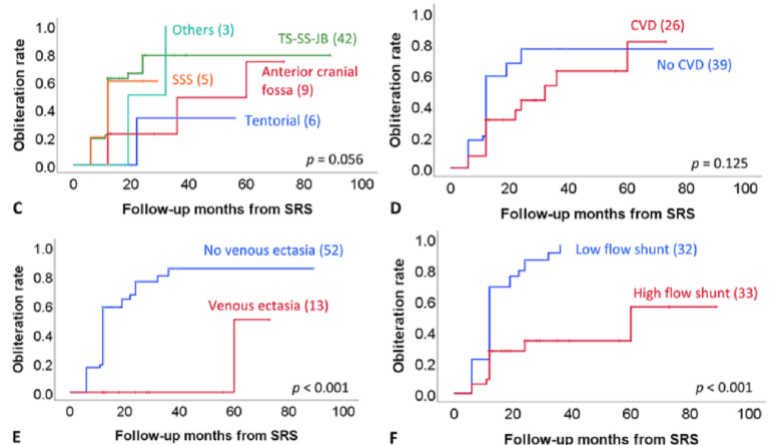 Others (3)
TS-SS-JB (42)
SSS (5)
Anterior cranial
fossa (9)
Tentorial (6)
p = 0.056
Obliteration rate
1.0
0.8
0.6
0.4
0.2
0.0
0 20 40 60 80 100
Follow-up months from SRS
C
CVD (26)
No CVD (39)
p = 0.125
Obliteration rate
1.0
0.8
0.6
0.4
0.2
0.0
0 20 40 60 80 100
Follow-up months from SRS
D
No venous ectasia (52)
Venous ectasia (13)
p < 0.001
Obliteration rate
1.0
0.8
0.6
0.4
0.2
0.0
0 20 40 60 80 100
Follow-up months from SRS
E
Low flow shunt (32)
High flow shunt (33)
p < 0.001
Obliteration rate
1.0
0.8
0.6
0.4
0.2
0.0
0 20 40 60 80 100
Follow-up months from SRS
F